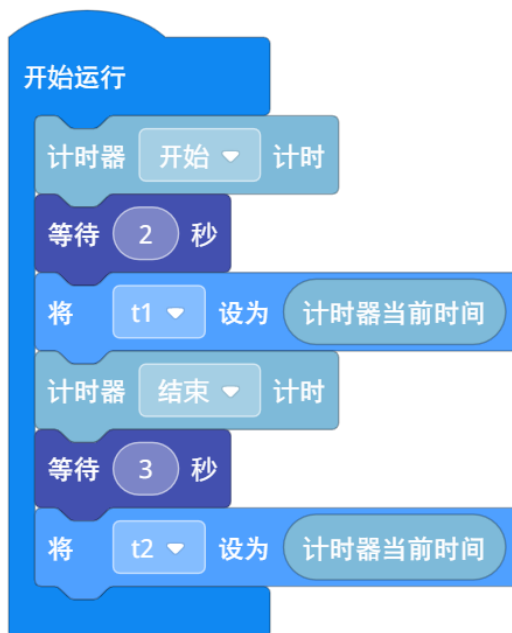 开始运行
计时器 开始 计时
等待 2 秒
将 t1 设为 计时器当前时间
计时器 结束 计时
等待 3 秒
将 t2 设为 计时器当前时间